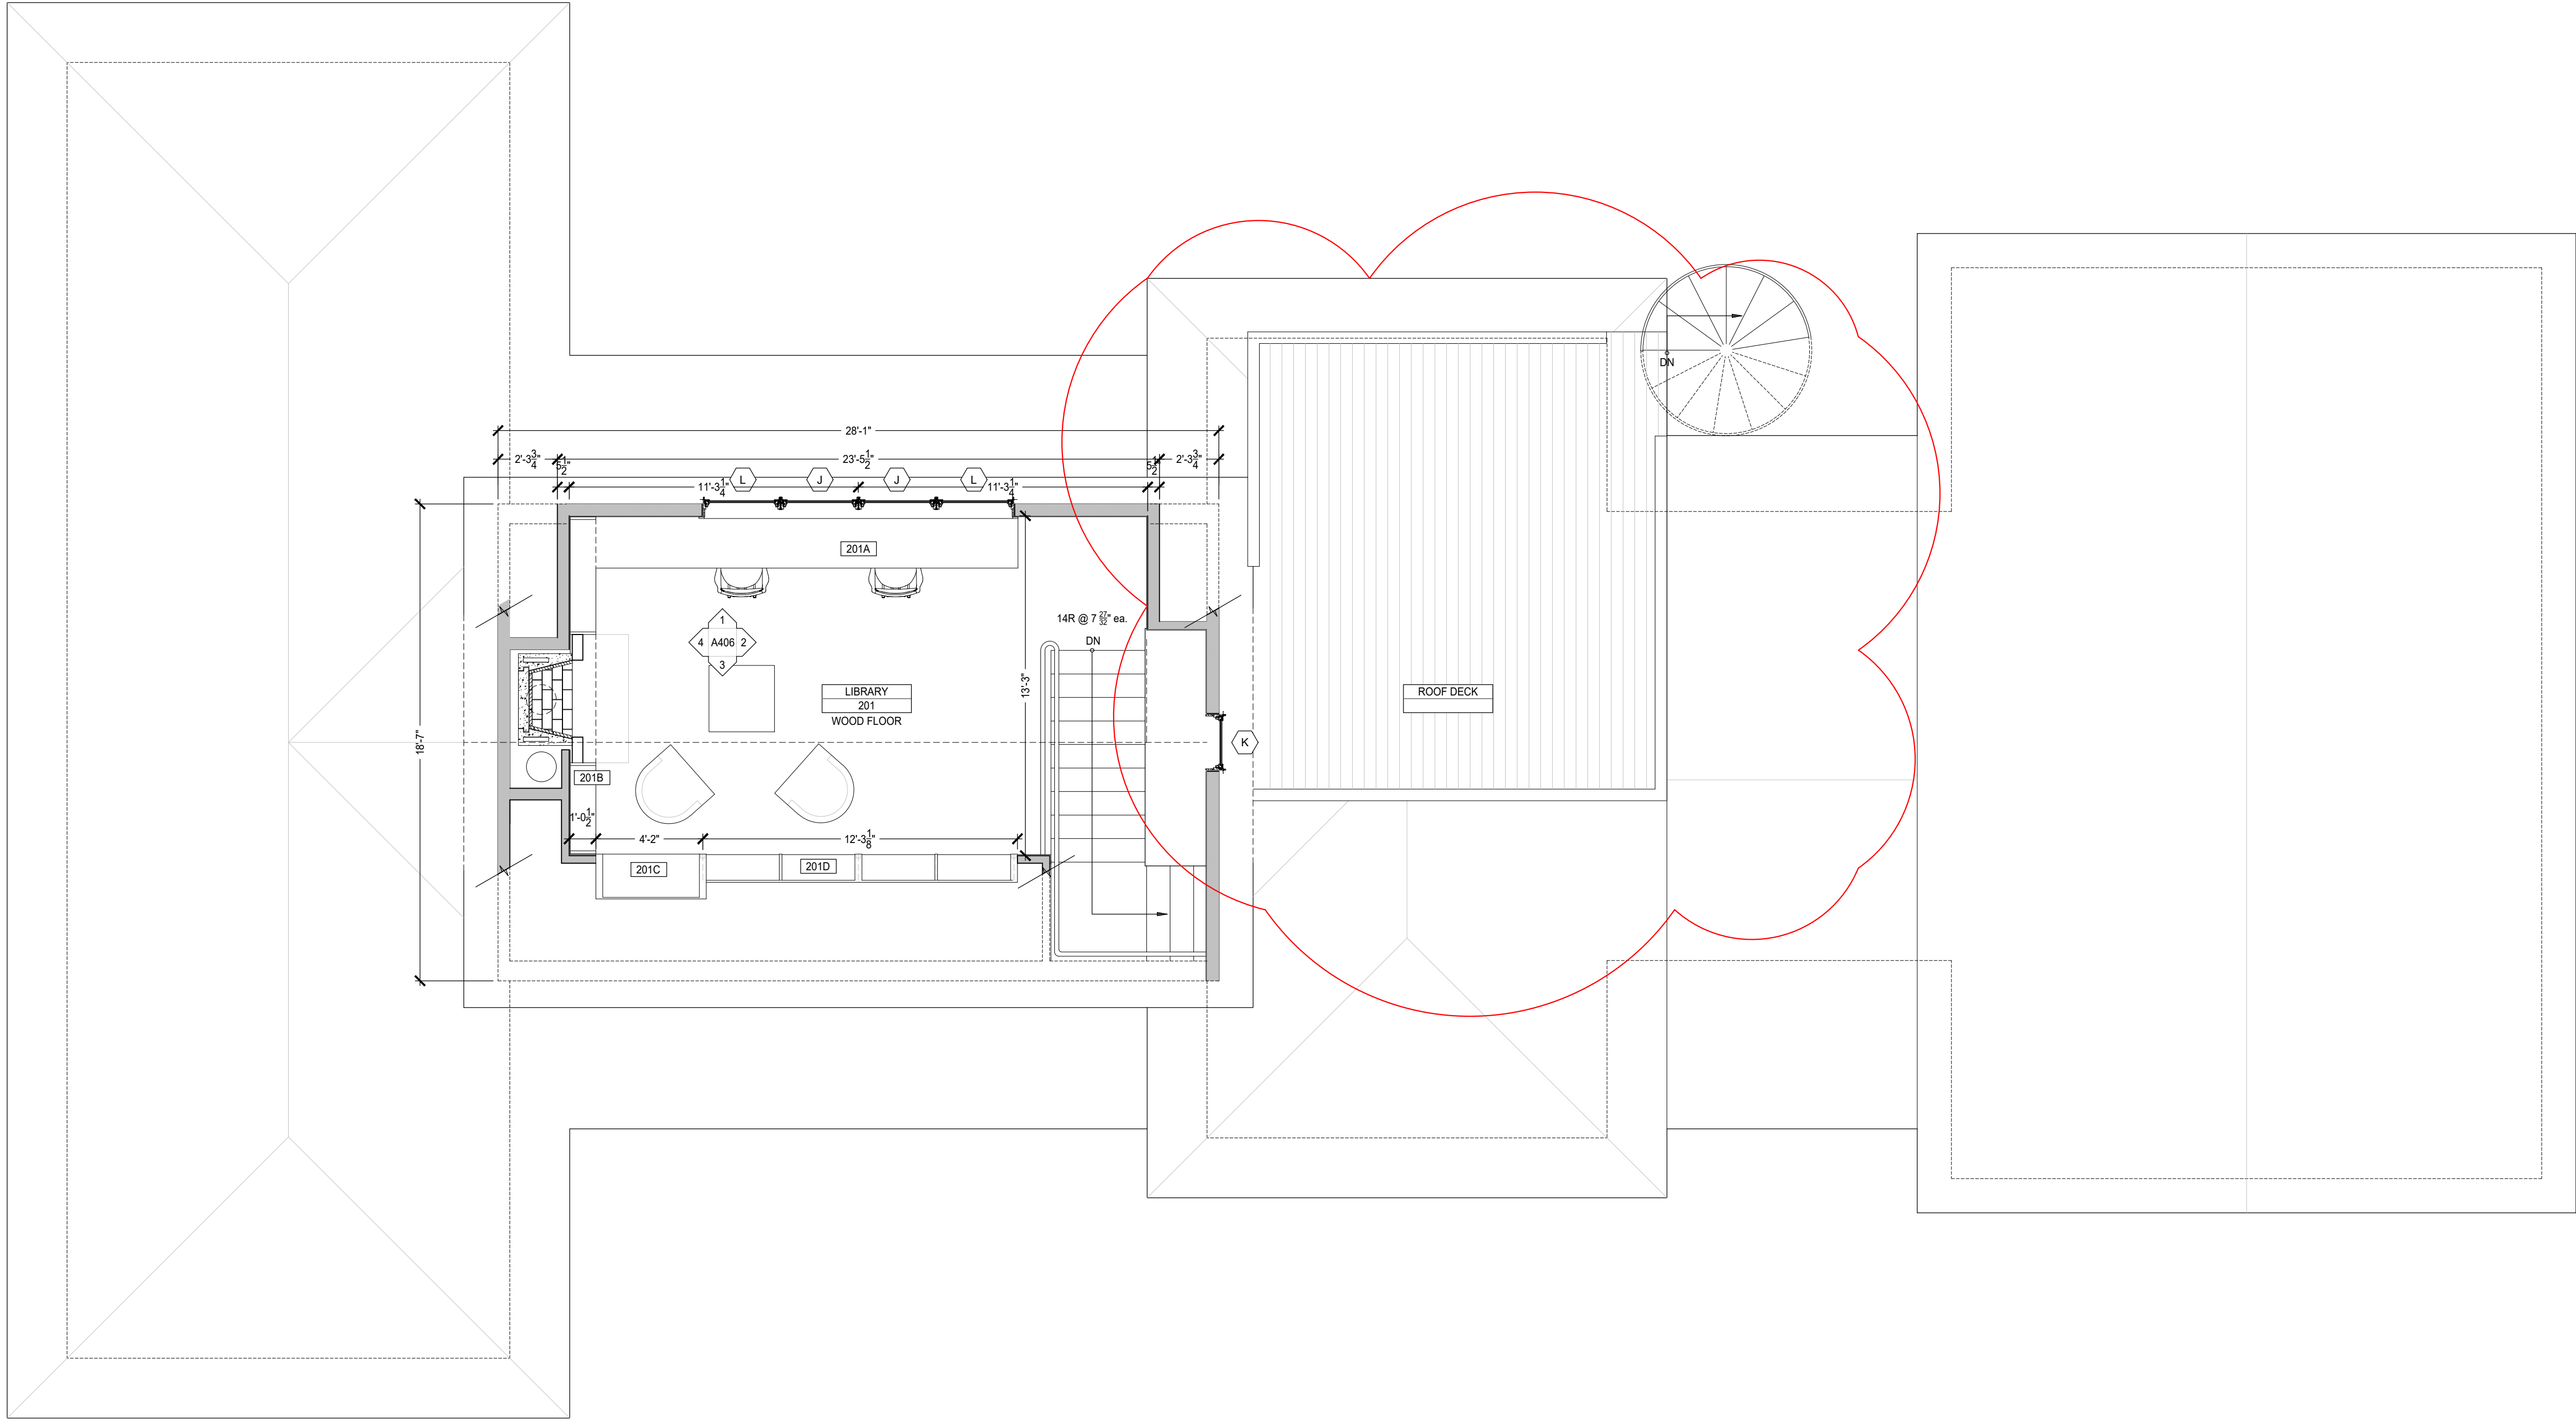 DN
28'-1"
2'-3 3/4"
5 1/2"
23'-5 1/2"
5 1/2"
2'-3 3/4"
11'-3 1/4"
L
J
J
L
11'-3 1/4"
201A
14R @ 7 27/32" ea.
DN
1
4
A406
2
3
LIBRARY
201
WOOD FLOOR
13'-3"
ROOF DECK
18'-7"
K
201B
1'-0 1/2"
4'-2"
12'-3 1/8"
201C
201D